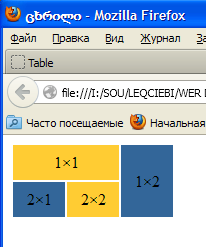 ცხრილი - Mozilla Firefox
Файл Правка Вид Журнал
Table
file:///I:/SOU/LEQCIEBI/WER
Часто посещаемые Начальная
1×1 1×2
2×1 2×2